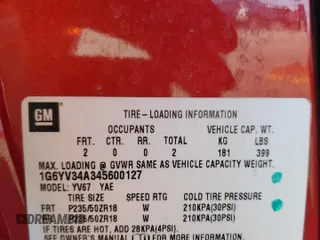 GM
TIRE-LOADING INFORMATION
OCCUPANTS VEHICLE CAP. WT.
FRT. CTR. RR. TOTAL KG LBS
2 0 0 2 181 399
MAX. LOADING @ GVWR SAME AS VEHICLE CAPACITY WEIGHT.
1G6YV34A345600127
MODEL: YV67 YAE
TIRE SIZE SPEED RTG COLD TIRE PRESSURE
FRT P235/50ZR18 W 210KPA(30PSI)
RR P235/50ZR18 W 210KPA(30PSI)
IF TIRES ARE HOT, ADD 28KPA(4PSI).
SEE OWNER'S MANUAL FOR